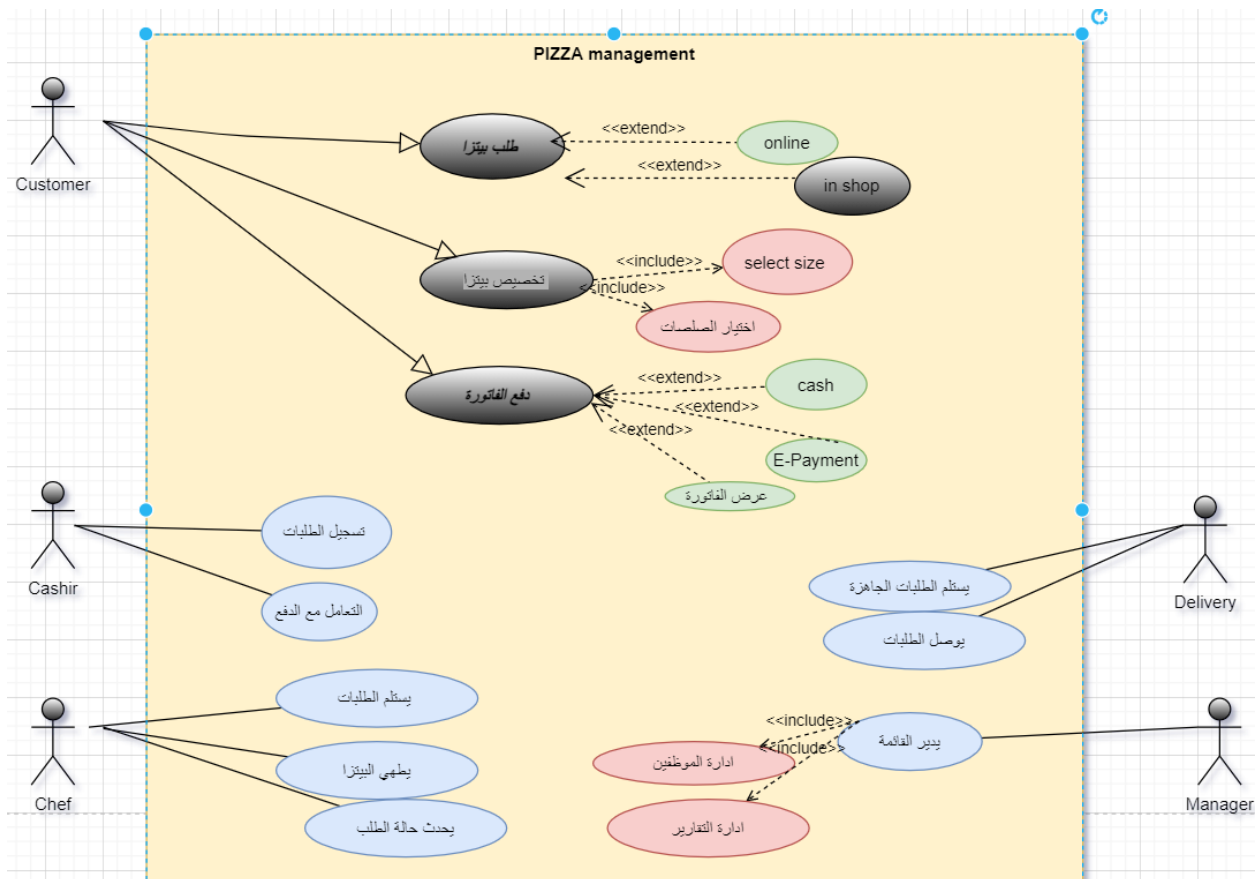 PIZZA management
Customer
طلب بيتزا
<<extend>>
online
<<extend>>
in shop
تخصيص بيتزا
<<include>>
select size
<<include>>
اختيار الصلصات
دفع الفاتورة
<<extend>>
cash
<<extend>>
E-Payment
<<extend>>
عرض الفاتورة
Cashir
تسجيل الطلبات
التعامل مع الدفع
Delivery
يستلم الطلبات الجاهزة
يوصل الطلبات
Chef
يستلم الطلبات
يطهي البيتزا
يحدث حالة الطلب
Manager
يدير القائمة
<<include>>
ادارة الموظفين
<<include>>
ادارة التقارير